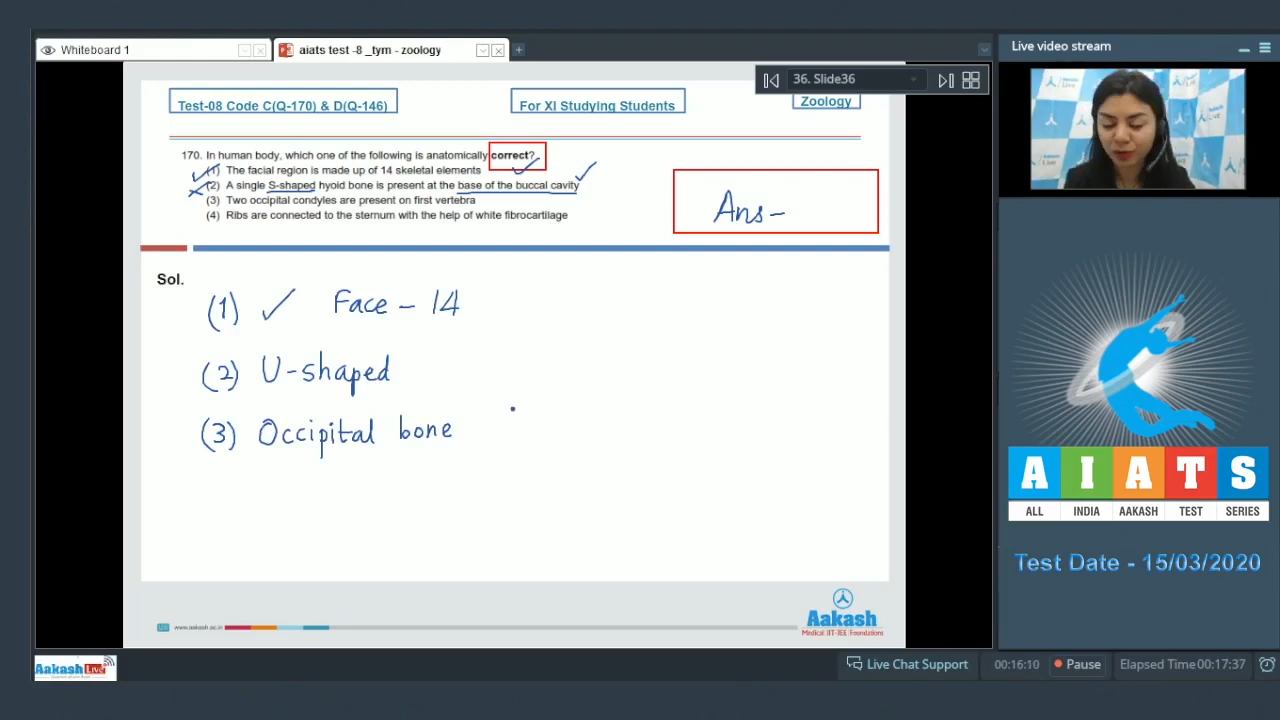 Whiteboard 1
aiats test -8 _tym - zoology
Live video stream
36. Slide36
Test-08 Code C(Q-170) & D(Q-146)
For XI Studying Students
Zoology
170. In human body, which one of the following is anatomically correct?
(1) The facial region is made up of 14 skeletal elements
(2) A single S-shaped hyoid bone is present at the base of the buccal cavity
(3) Two occipital condyles are present on first vertebra
(4) Ribs are connected to the sternum with the help of white fibrocartilage
Ans-
Sol.
(1) ✓ Face - 14
(2) U-shaped
(3) Occipital bone
A I A T S
ALL INDIA AAKASH TEST SERIES
Test Date - 15/03/2020
www.aakash.ac.in
Aakash
Medical|IIT-JEE|Foundations
Aakash Live
Live Chat Support
00:16:10
Pause
Elapsed Time 00:17:37